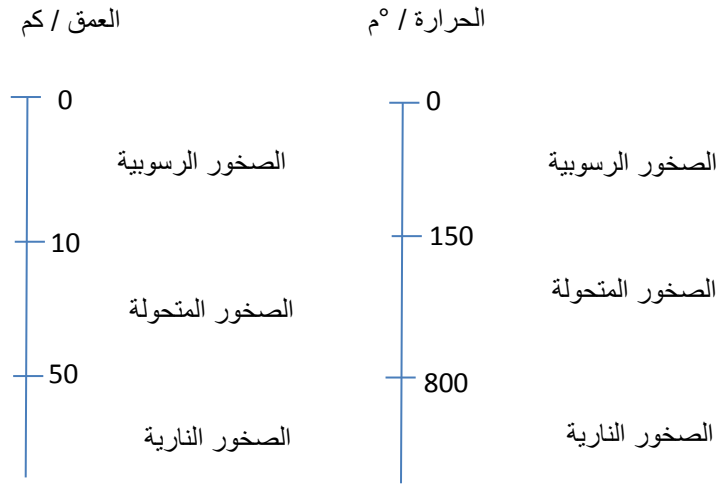 الحرارة / °م
العمق / كم
0
0
الصخور الرسوبية
الصخور الرسوبية
150
10
الصخور المتحولة
الصخور المتحولة
800
50
الصخور النارية
الصخور النارية